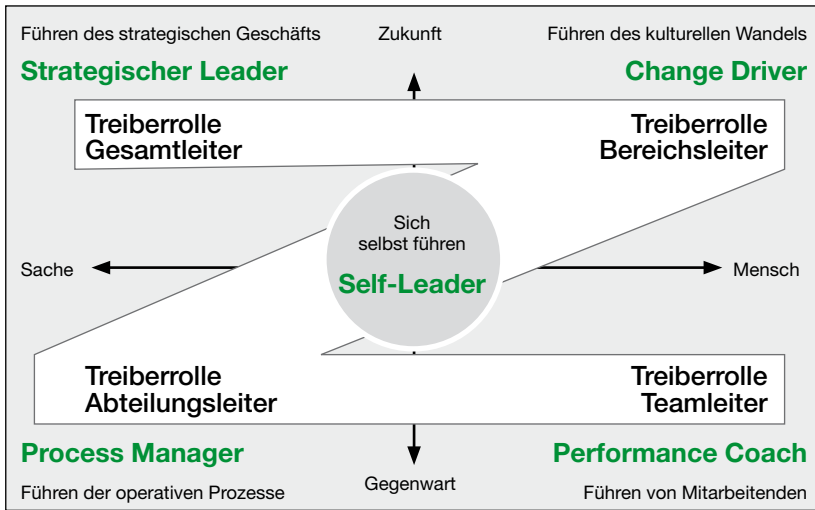 Führen des strategischen Geschäfts
Zukunft
Führen des kulturellen Wandels
Strategischer Leader
Change Driver
Treiberrolle
Gesamtleiter
Treiberrolle
Bereichsleiter
Sich
selbst führen
Self-Leader
Sache
Mensch
Treiberrolle
Abteilungsleiter
Treiberrolle
Teamleiter
Process Manager
Performance Coach
Führen der operativen Prozesse
Gegenwart
Führen von Mitarbeitenden